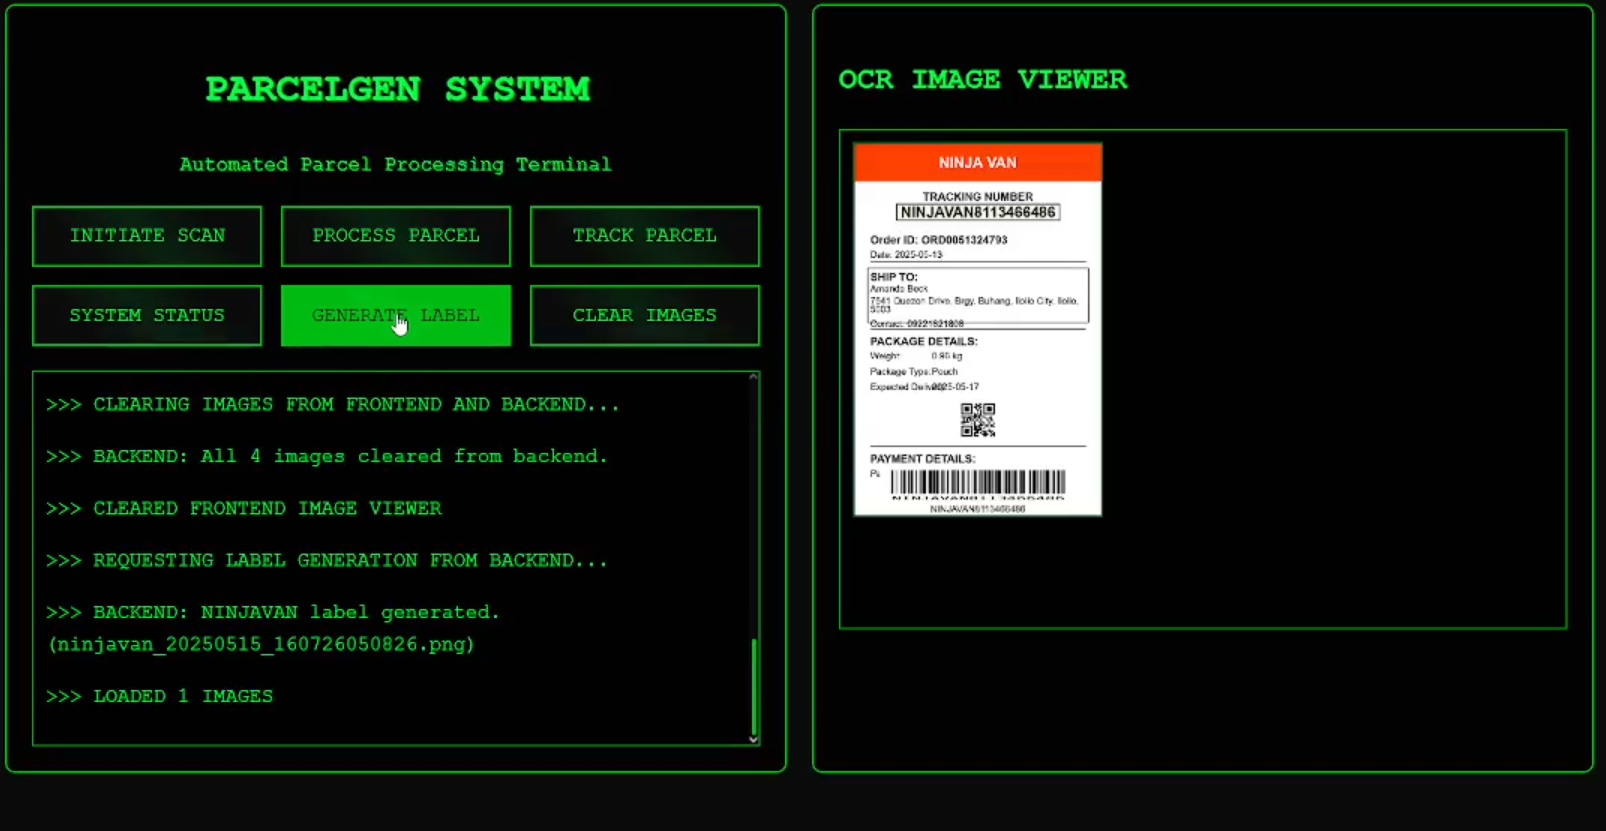 PARCELGEN SYSTEM
Automated Parcel Processing Terminal
INITIATE SCAN
PROCESS PARCEL
TRACK PARCEL
SYSTEM STATUS
GENERATE LABEL
CLEAR IMAGES
>>> CLEARING IMAGES FROM FRONTEND AND BACKEND...
>>> BACKEND: All 4 images cleared from backend.
>>> CLEARED FRONTEND IMAGE VIEWER
>>> REQUESTING LABEL GENERATION FROM BACKEND...
>>> BACKEND: NINJAVAN label generated.
(ninjavan_20250515_160726050826.png)
>>> LOADED 1 IMAGES
OCR IMAGE VIEWER
NINJA VAN
TRACKING NUMBER
NINJAVAN8113466486
Order ID: ORD0051324793
Date: 2025-05-13
SHIP TO:
Amanda Beck
7541 Quezon Drive, Brgy. Buhang, Iloilo City, Iloilo,
5003
Contact: 09221821808
PACKAGE DETAILS:
Weight: 0.95 kg
Package Type: Pouch
Expected 2025-05-17
PAYMENT DETAILS:
NINJAVAN8113466486